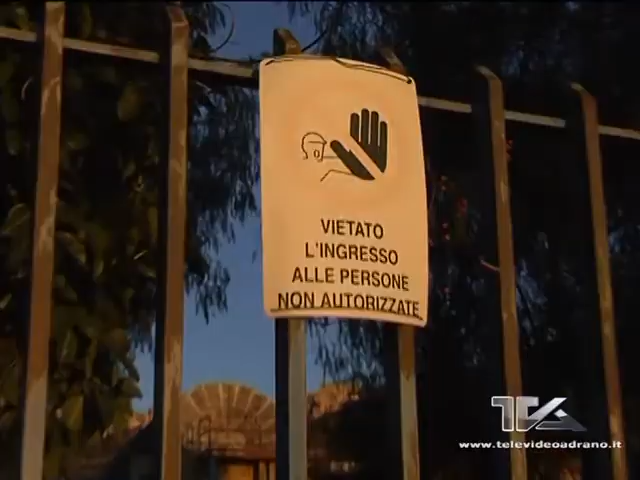 VIETATO
L'INGRESSO
ALLE PERSONE
NON AUTORIZZATE
TVA
www.televideoadrano.it